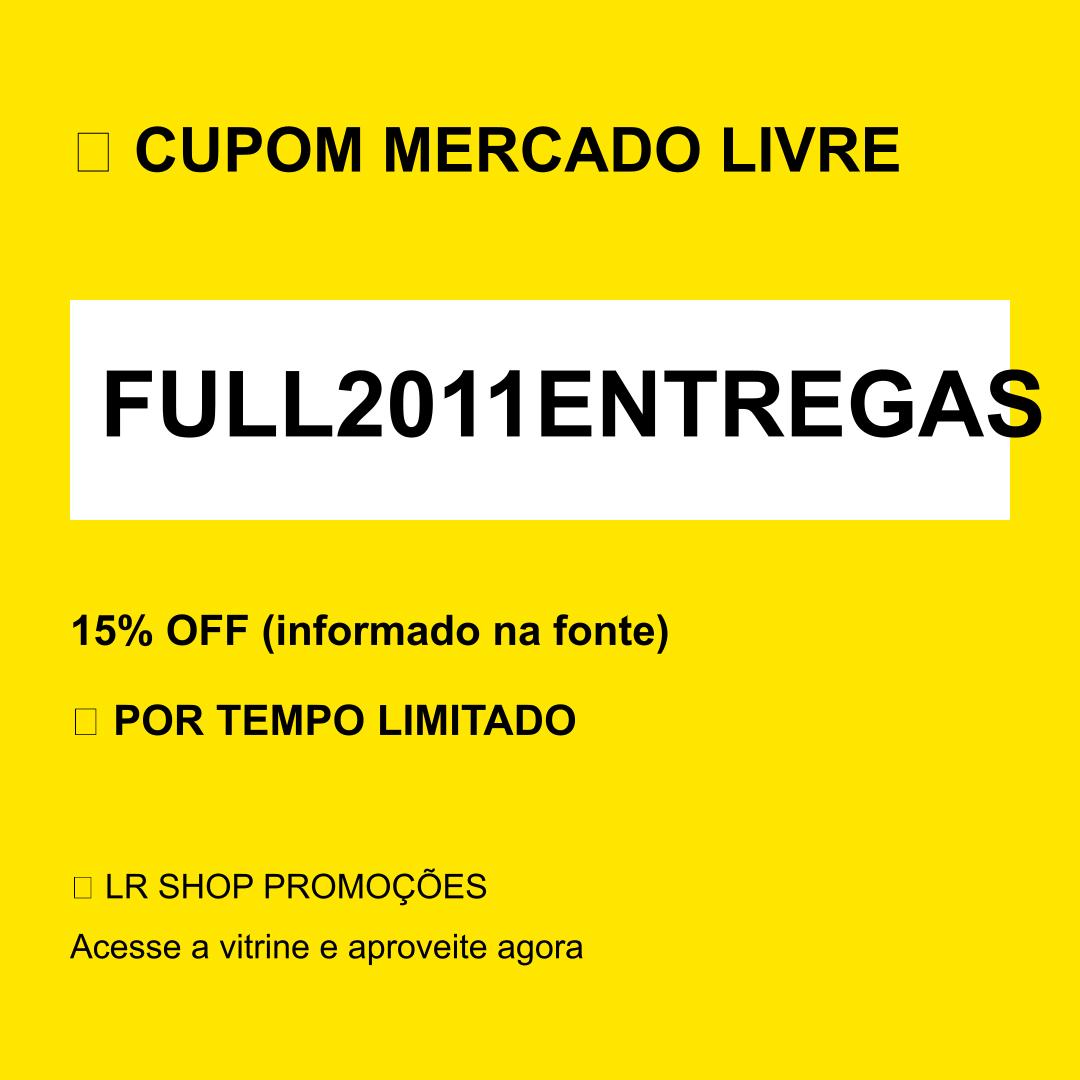 □ CUPOM MERCADO LIVRE
FULL2011ENTREGAS
15% OFF (informado na fonte)
□ POR TEMPO LIMITADO
□ LR SHOP PROMOÇÕES
Acesse a vitrine e aproveite agora